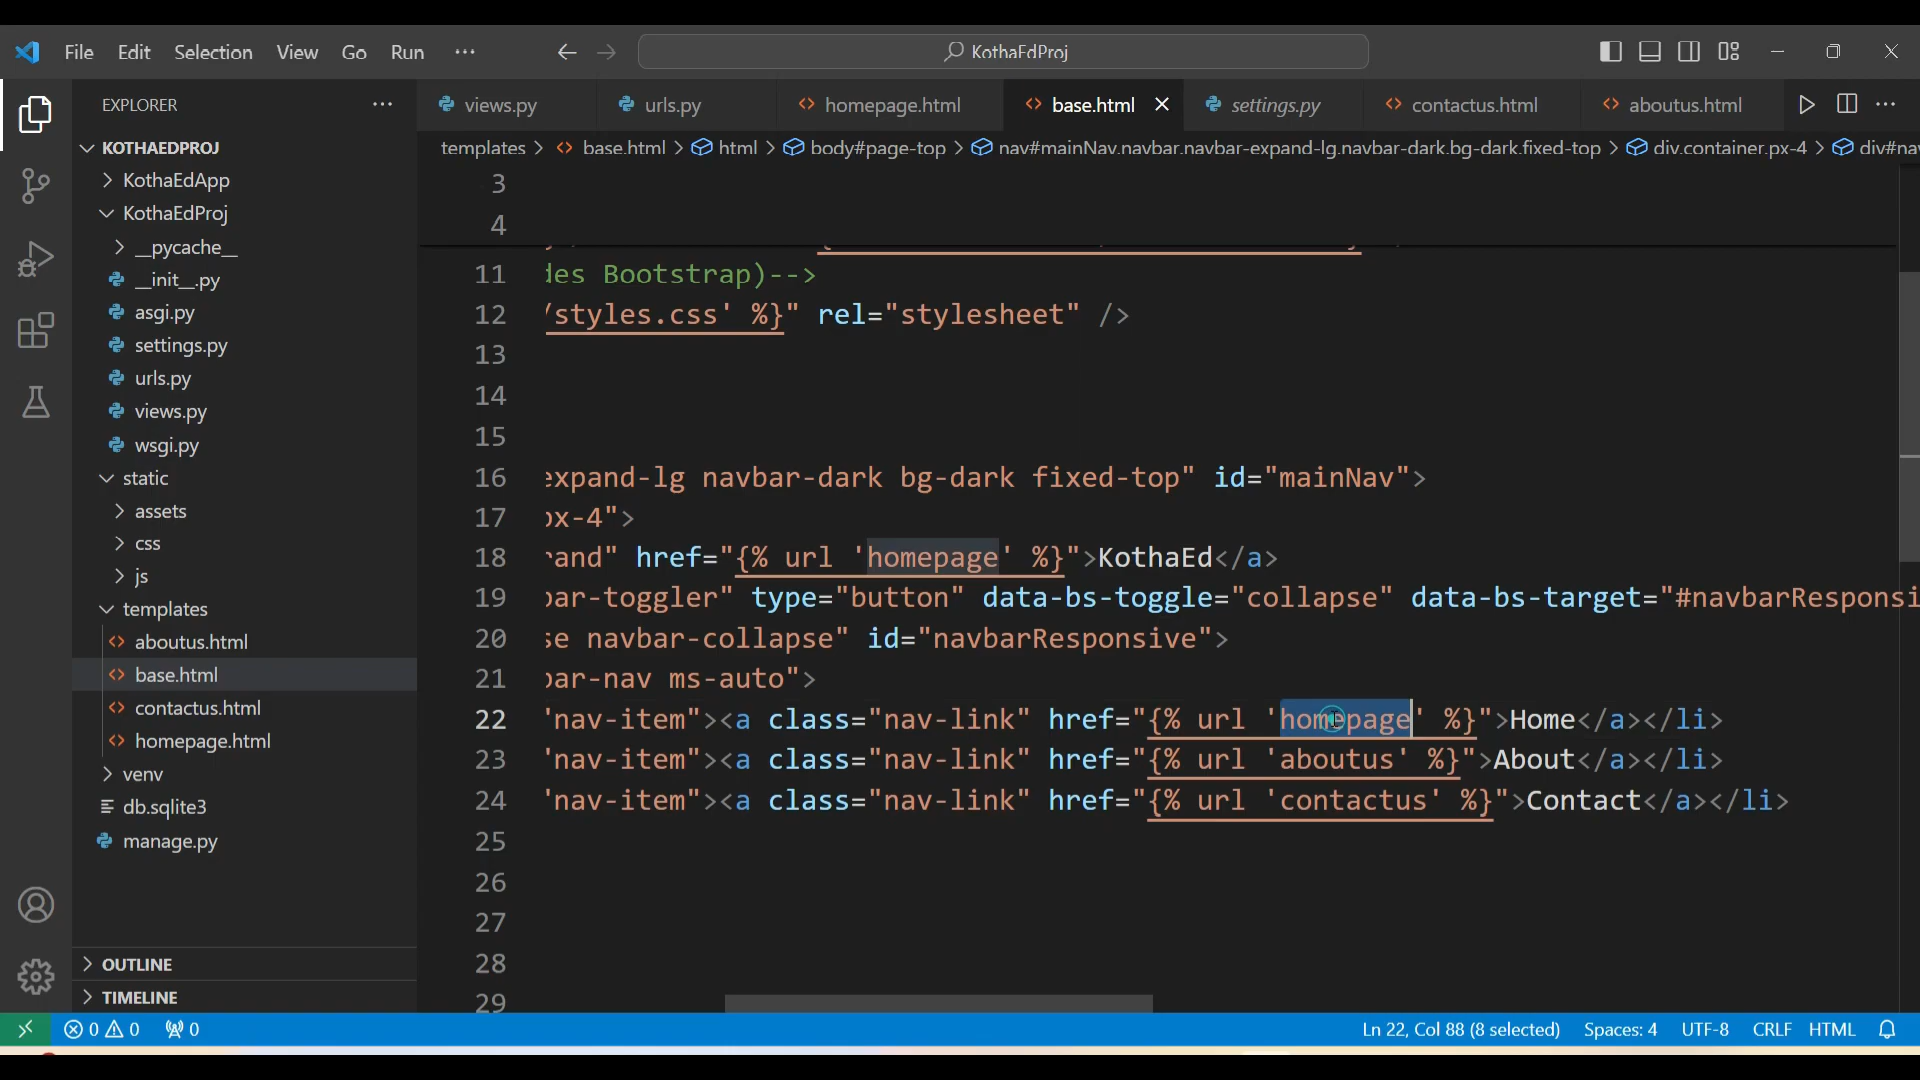 File Edit Selection View Go Run ··· KothaEdProj
EXPLORER ···
views.py urls.py homepage.html base.html settings.py contactus.html aboutus.html ···
templates > base.html > html > body#page-top > nav#mainNav.navbar.navbar-expand-lg.navbar-dark.bg-dark.fixed-top > div.container.px-4 > div#nav
KOTHAEDPROJ
KothaEdApp
KothaEdProj
__pycache__
__init__.py
asgi.py
settings.py
urls.py
views.py
wsgi.py
static
assets
css
js
templates
aboutus.html
base.html
contactus.html
homepage.html
venv
db.sqlite3
manage.py
OUTLINE
TIMELINE
3
4
11 des Bootstrap)-->
12 /styles.css' %}" rel="stylesheet" />
13
14
15
16 expand-lg navbar-dark bg-dark fixed-top" id="mainNav">
17 px-4">
18 rand" href="{% url 'homepage' %}">KothaEd</a>
19 bar-toggler" type="button" data-bs-toggle="collapse" data-bs-target="#navbarResponsi
20 se navbar-collapse" id="navbarResponsive">
21 bar-nav ms-auto">
22 "nav-item"><a class="nav-link" href="{% url 'homepage' %}">Home</a></li>
23 "nav-item"><a class="nav-link" href="{% url 'aboutus' %}">About</a></li>
24 "nav-item"><a class="nav-link" href="{% url 'contactus' %}">Contact</a></li>
25
26
27
28
29
0 0 0 Ln 22, Col 88 (8 selected) Spaces: 4 UTF-8 CRLF HTML